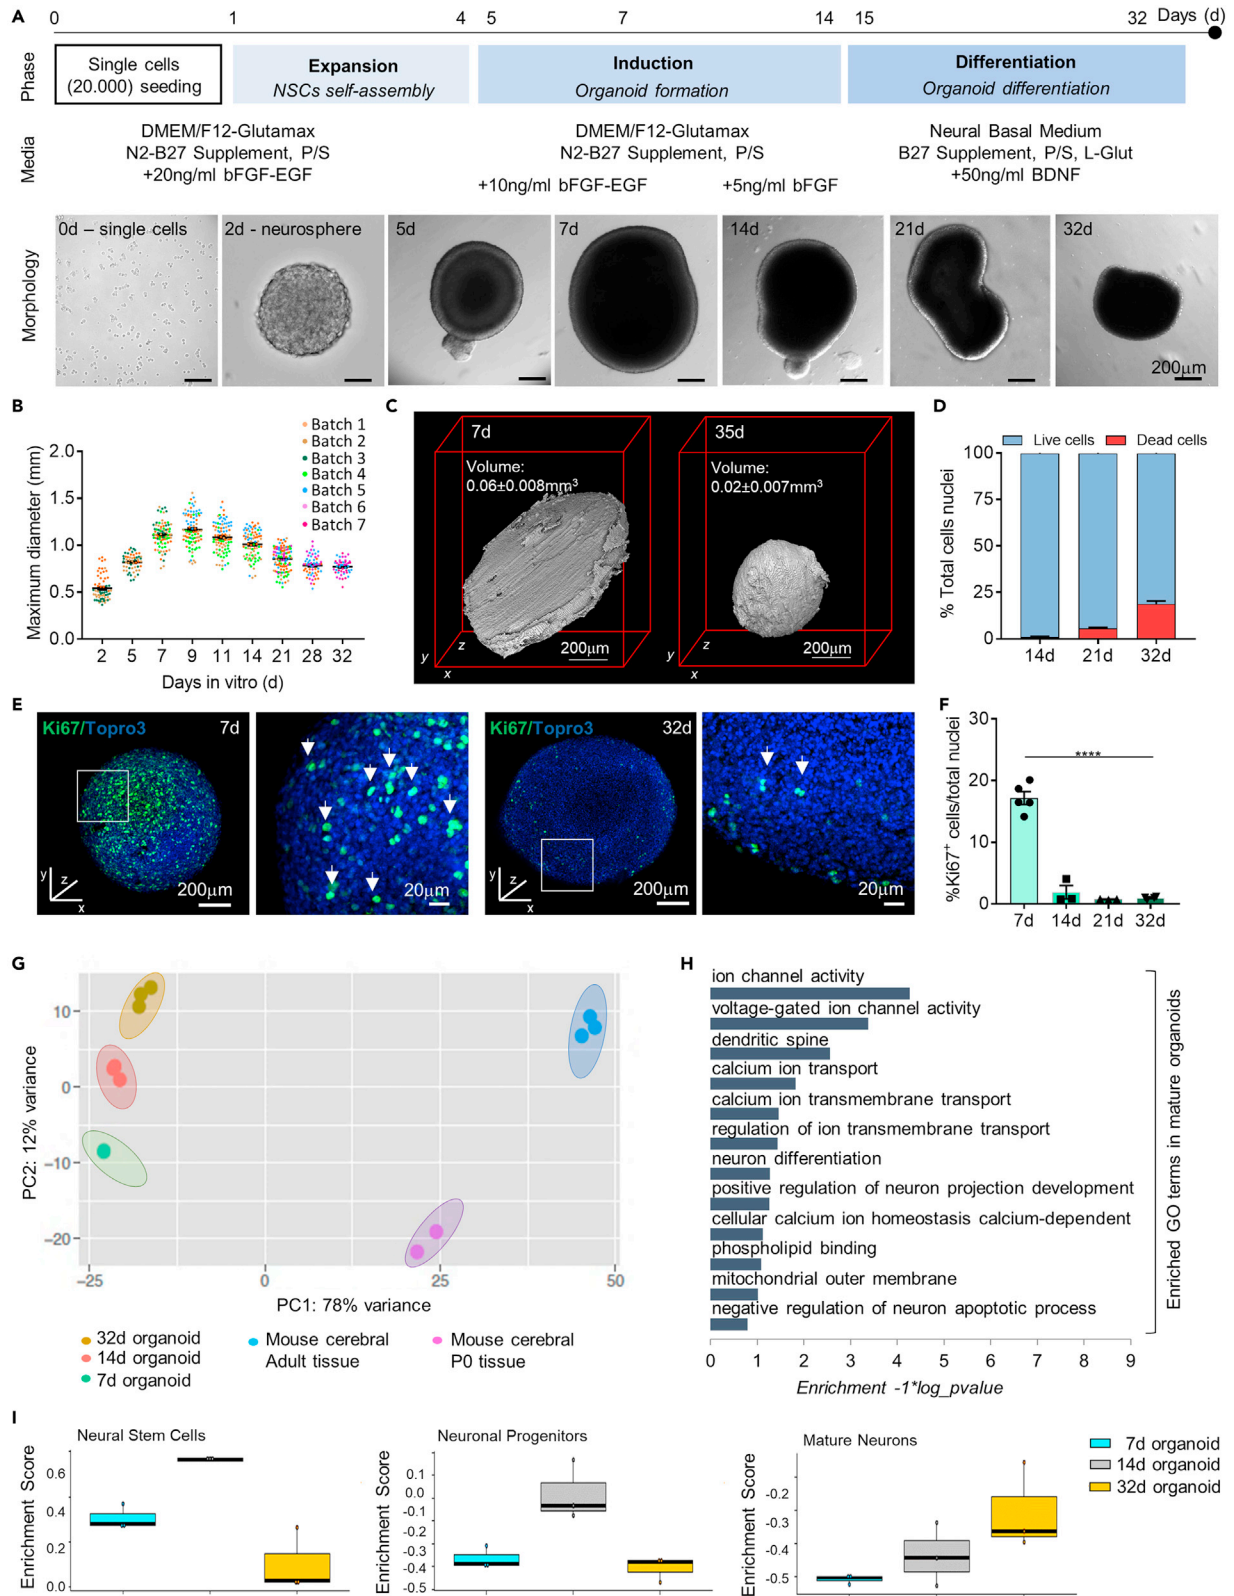 A
0 1 4 5 7 14 15 32 Days (d)
Phase
Single cells
(20.000) seeding
Expansion
NSCs self-assembly
Induction
Organoid formation
Differentiation
Organoid differentiation
Media
DMEM/F12-Glutamax
N2-B27 Supplement, P/S
+20ng/ml bFGF-EGF
DMEM/F12-Glutamax
N2-B27 Supplement, P/S
+10ng/ml bFGF-EGF
+5ng/ml bFGF
Neural Basal Medium
B27 Supplement, P/S, L-Glut
+50ng/ml BDNF
Morphology
0d – single cells
2d - neurosphere
5d
7d
14d
21d
32d
200μm
B
Maximum diameter (mm)
2.0
1.5
1.0
0.5
0.0
2 5 7 9 11 14 21 28 32
Days in vitro (d)
Batch 1
Batch 2
Batch 3
Batch 4
Batch 5
Batch 6
Batch 7
C
7d
Volume:
0.06±0.008mm³
z
y
x
200μm
35d
Volume:
0.02±0.007mm³
z
y
x
200μm
D
Live cells Dead cells
% Total cells nuclei
100
75
50
25
0
14d 21d 32d
E
Ki67/Topro3 7d
y
z
x
200μm
20μm
Ki67/Topro3 32d
y
z
x
200μm
20μm
F
%Ki67⁺ cells/total nuclei
30
20
10
0
****
7d 14d 21d 32d
G
PC2: 12% variance
10
0
−10
−20
−25 0 25 50
PC1: 78% variance
32d organoid
14d organoid
7d organoid
Mouse cerebral
Adult tissue
Mouse cerebral
P0 tissue
H
ion channel activity
voltage-gated ion channel activity
dendritic spine
calcium ion transport
calcium ion transmembrane transport
regulation of ion transmembrane transport
neuron differentiation
positive regulation of neuron projection development
cellular calcium ion homeostasis calcium-dependent
phospholipid binding
mitochondrial outer membrane
negative regulation of neuron apoptotic process
0 1 2 3 4 5 6 7 8 9
Enrichment -1*log_pvalue
Enriched GO terms in mature organoids
I
Neural Stem Cells
Enrichment Score
0.6
0.4
0.2
0.0
Neuronal Progenitors
Enrichment Score
0.1
0.0
-0.1
-0.3
-0.4
-0.5
Mature Neurons
Enrichment Score
-0.2
-0.3
-0.4
-0.5
7d organoid
14d organoid
32d organoid